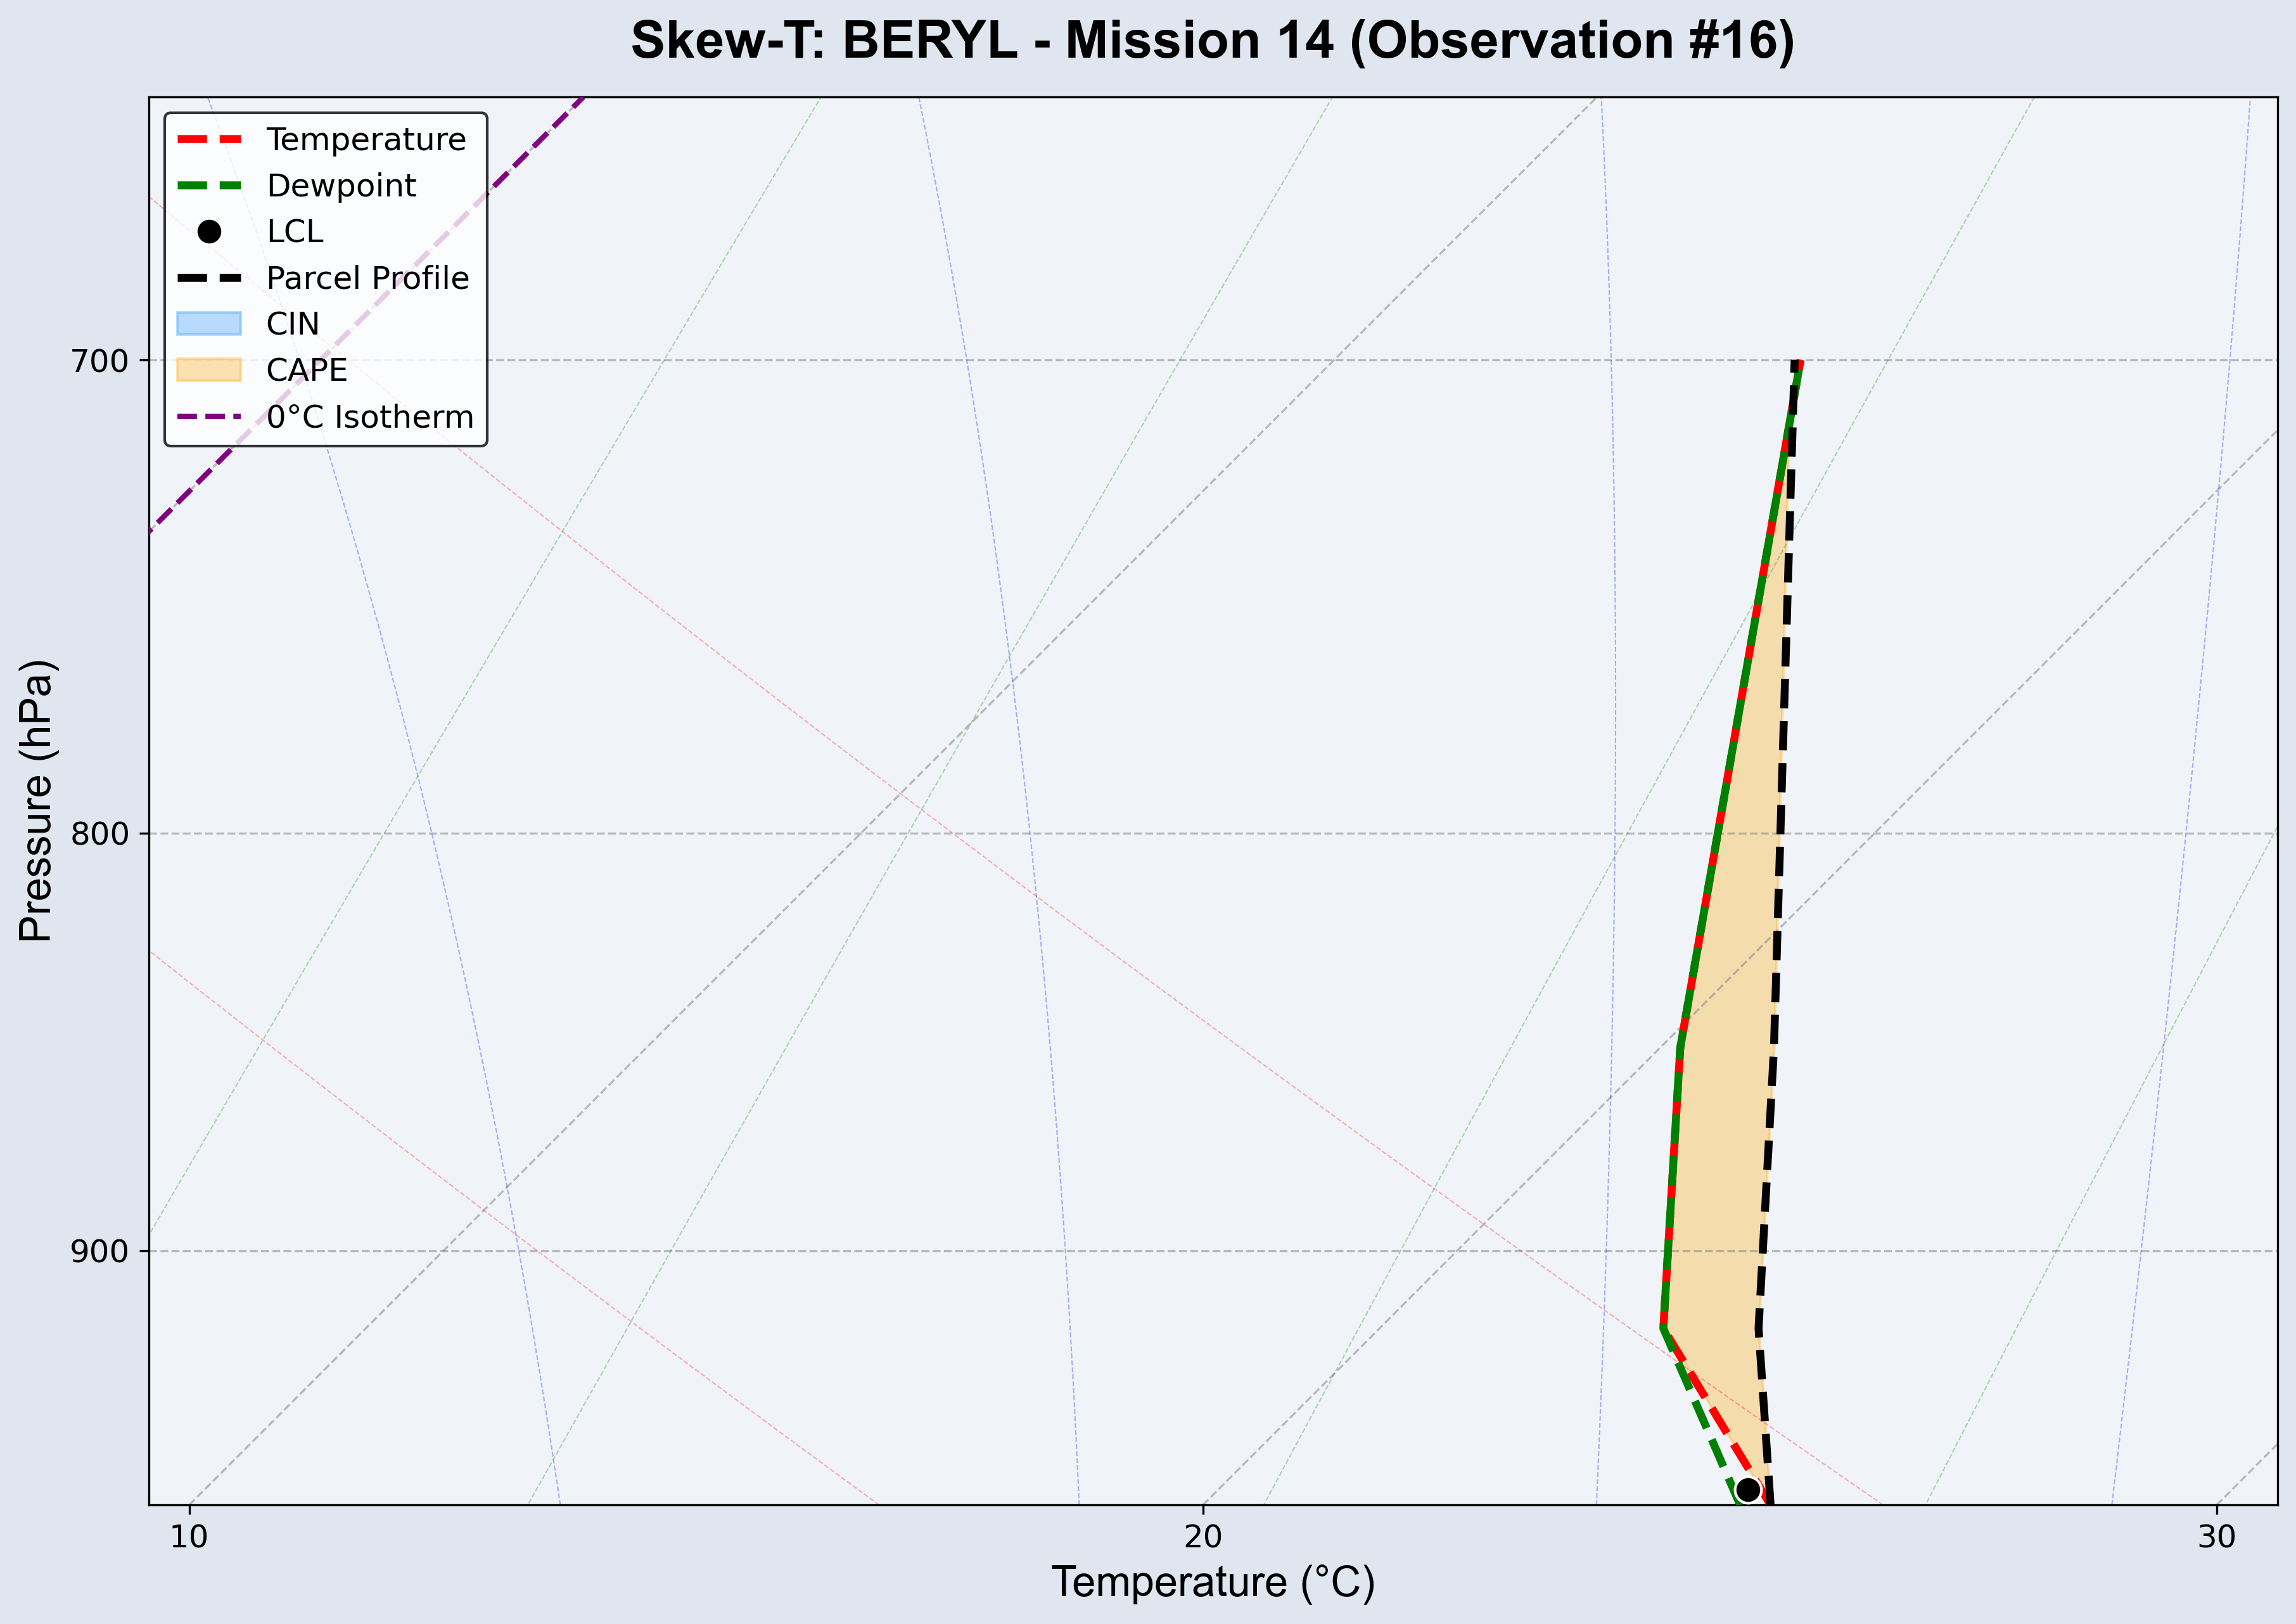 Skew-T: BERYL - Mission 14 (Observation #16)
Temperature
Dewpoint
LCL
Parcel Profile
CIN
CAPE
0°C Isotherm
700
800
900
Pressure (hPa)
10
20
30
Temperature (°C)